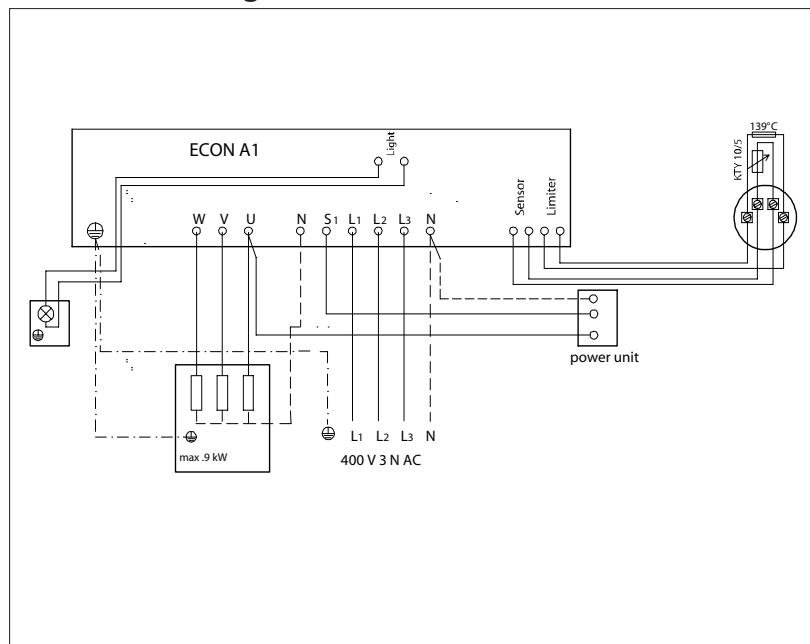 139°C
KTY 10/5
ECON A1
Light
Sensor
Limiter
W V U N S1 L1 L2 L3 N
power unit
L1 L2 L3 N
max .9 kW
400 V 3 N AC